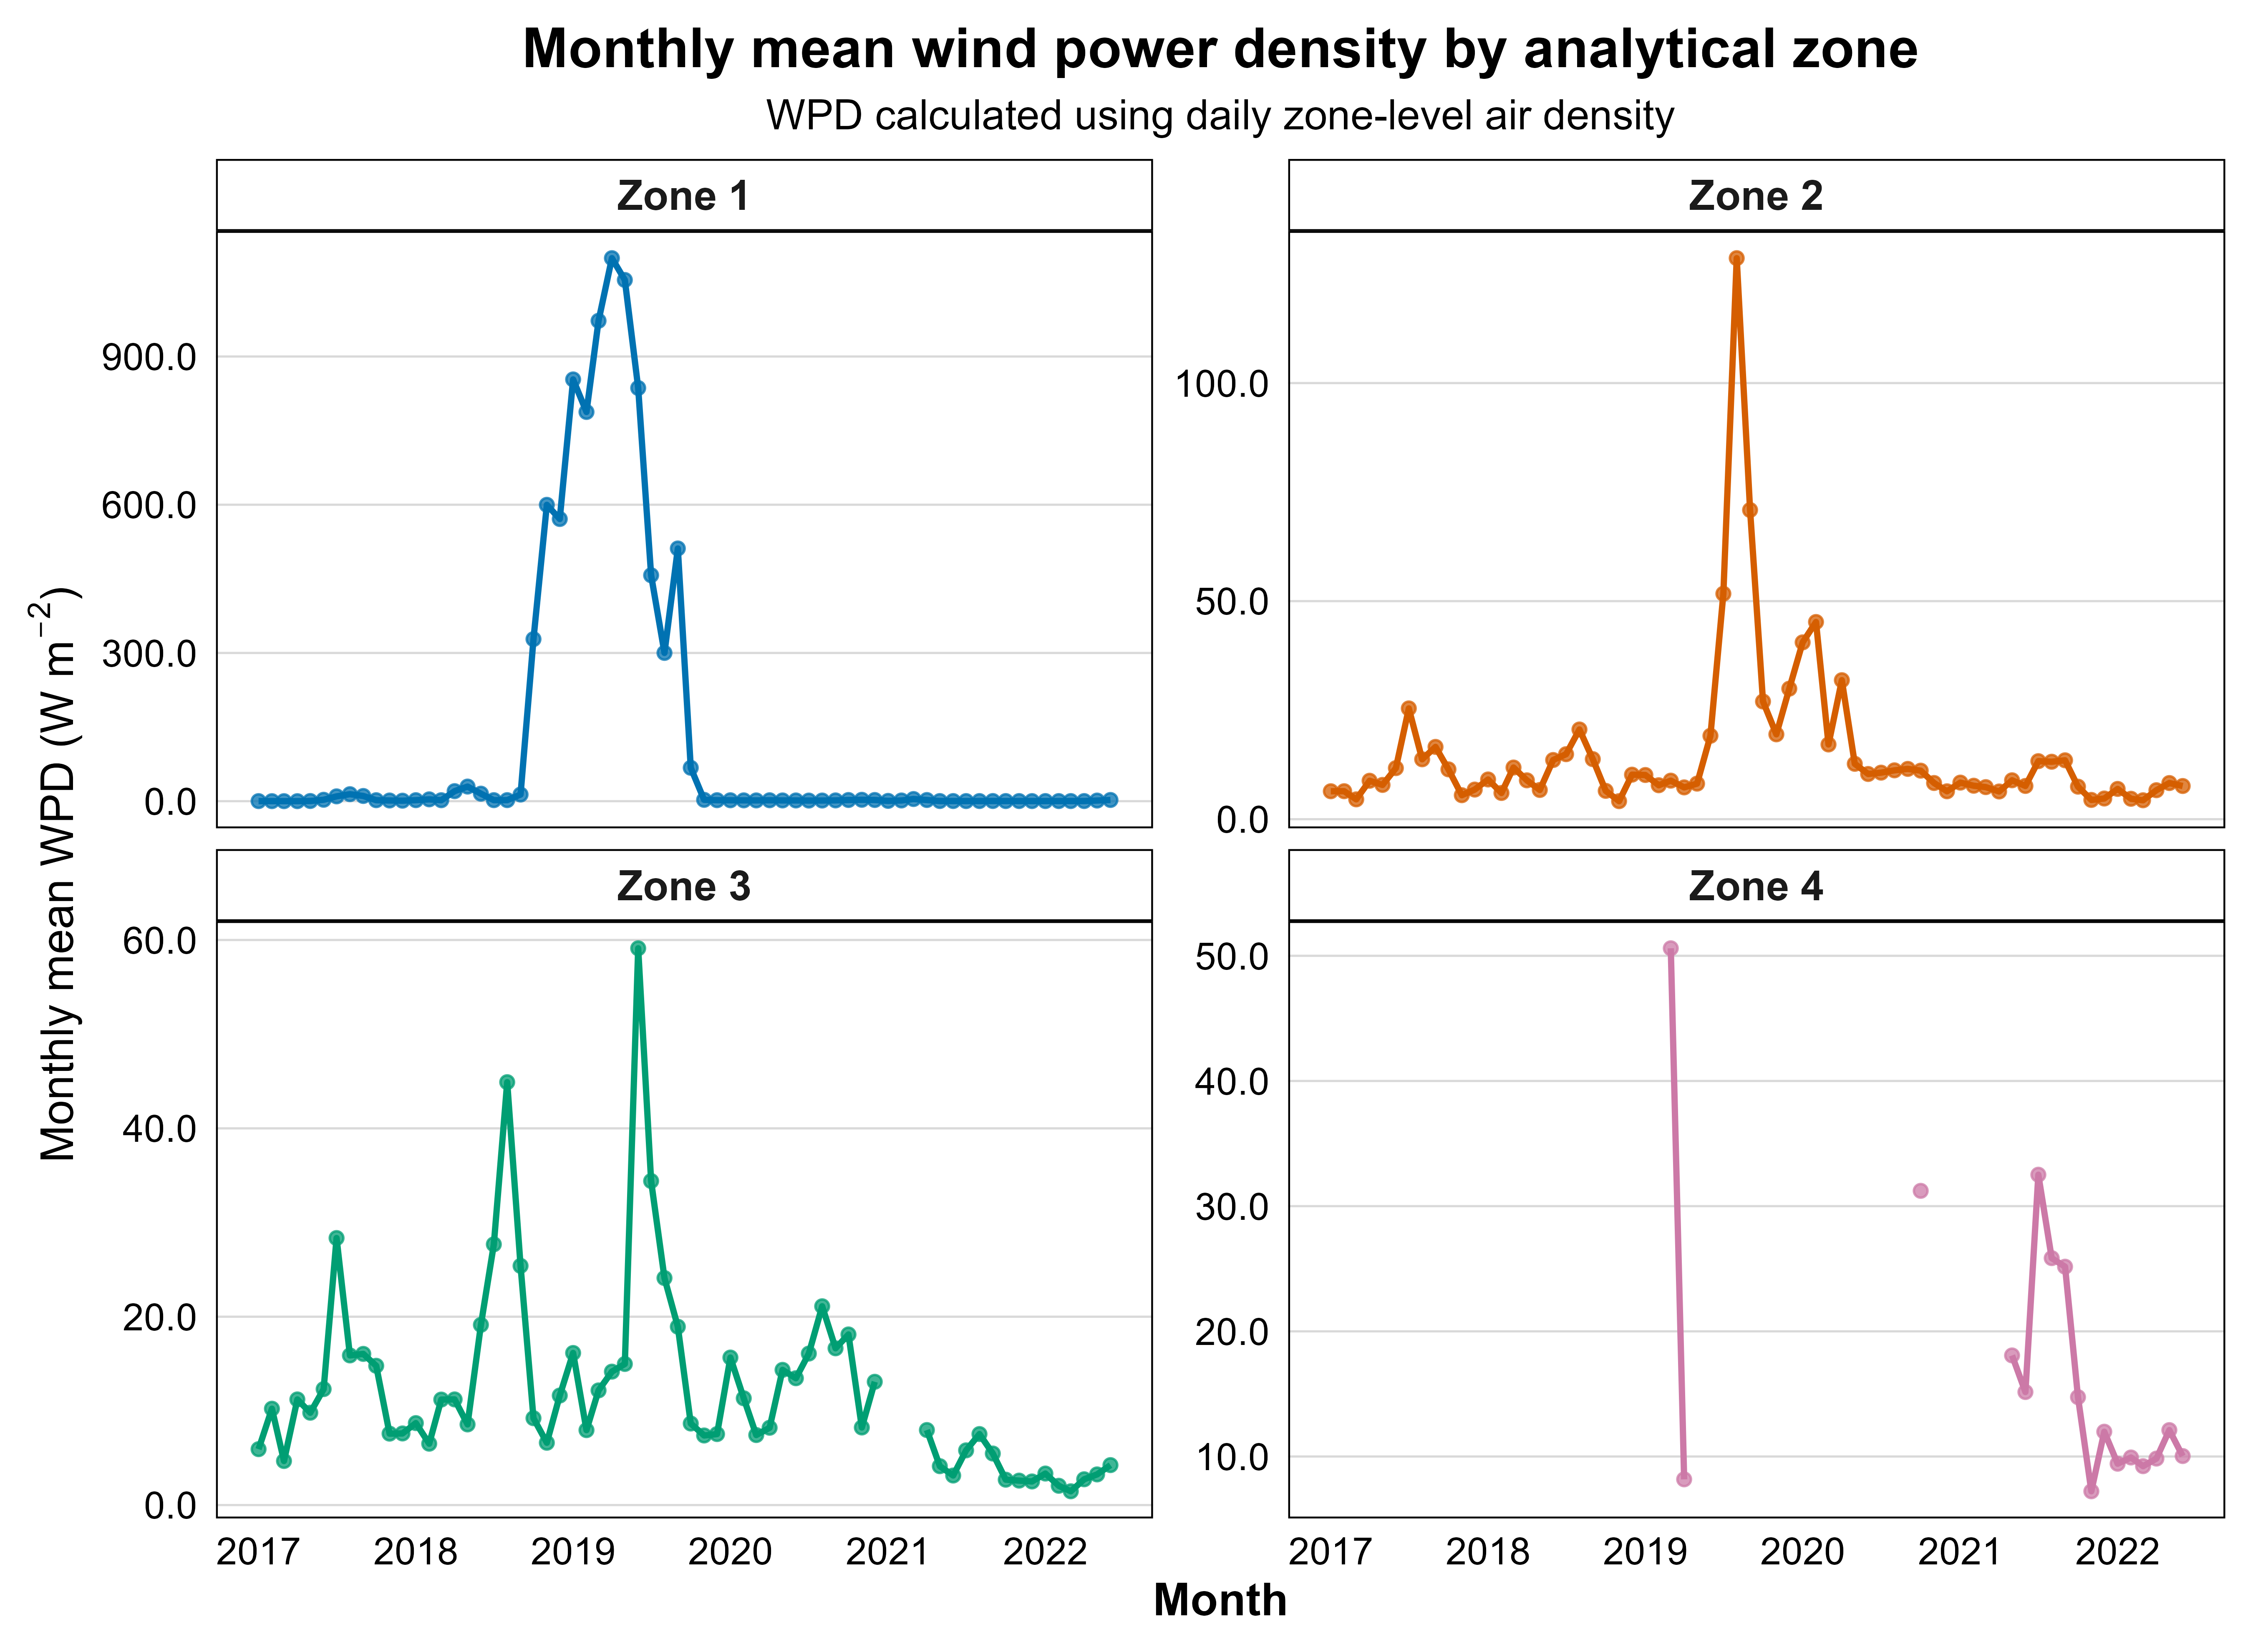 Monthly mean wind power density by analytical zone
WPD calculated using daily zone-level air density
Monthly mean WPD (W m⁻²)
Zone 1
900.0
600.0
300.0
0.0
Zone 2
100.0
50.0
0.0
Zone 3
60.0
40.0
20.0
0.0
2017 2018 2019 2020 2021 2022
Zone 4
50.0
40.0
30.0
20.0
10.0
2017 2018 2019 2020 2021 2022
Month